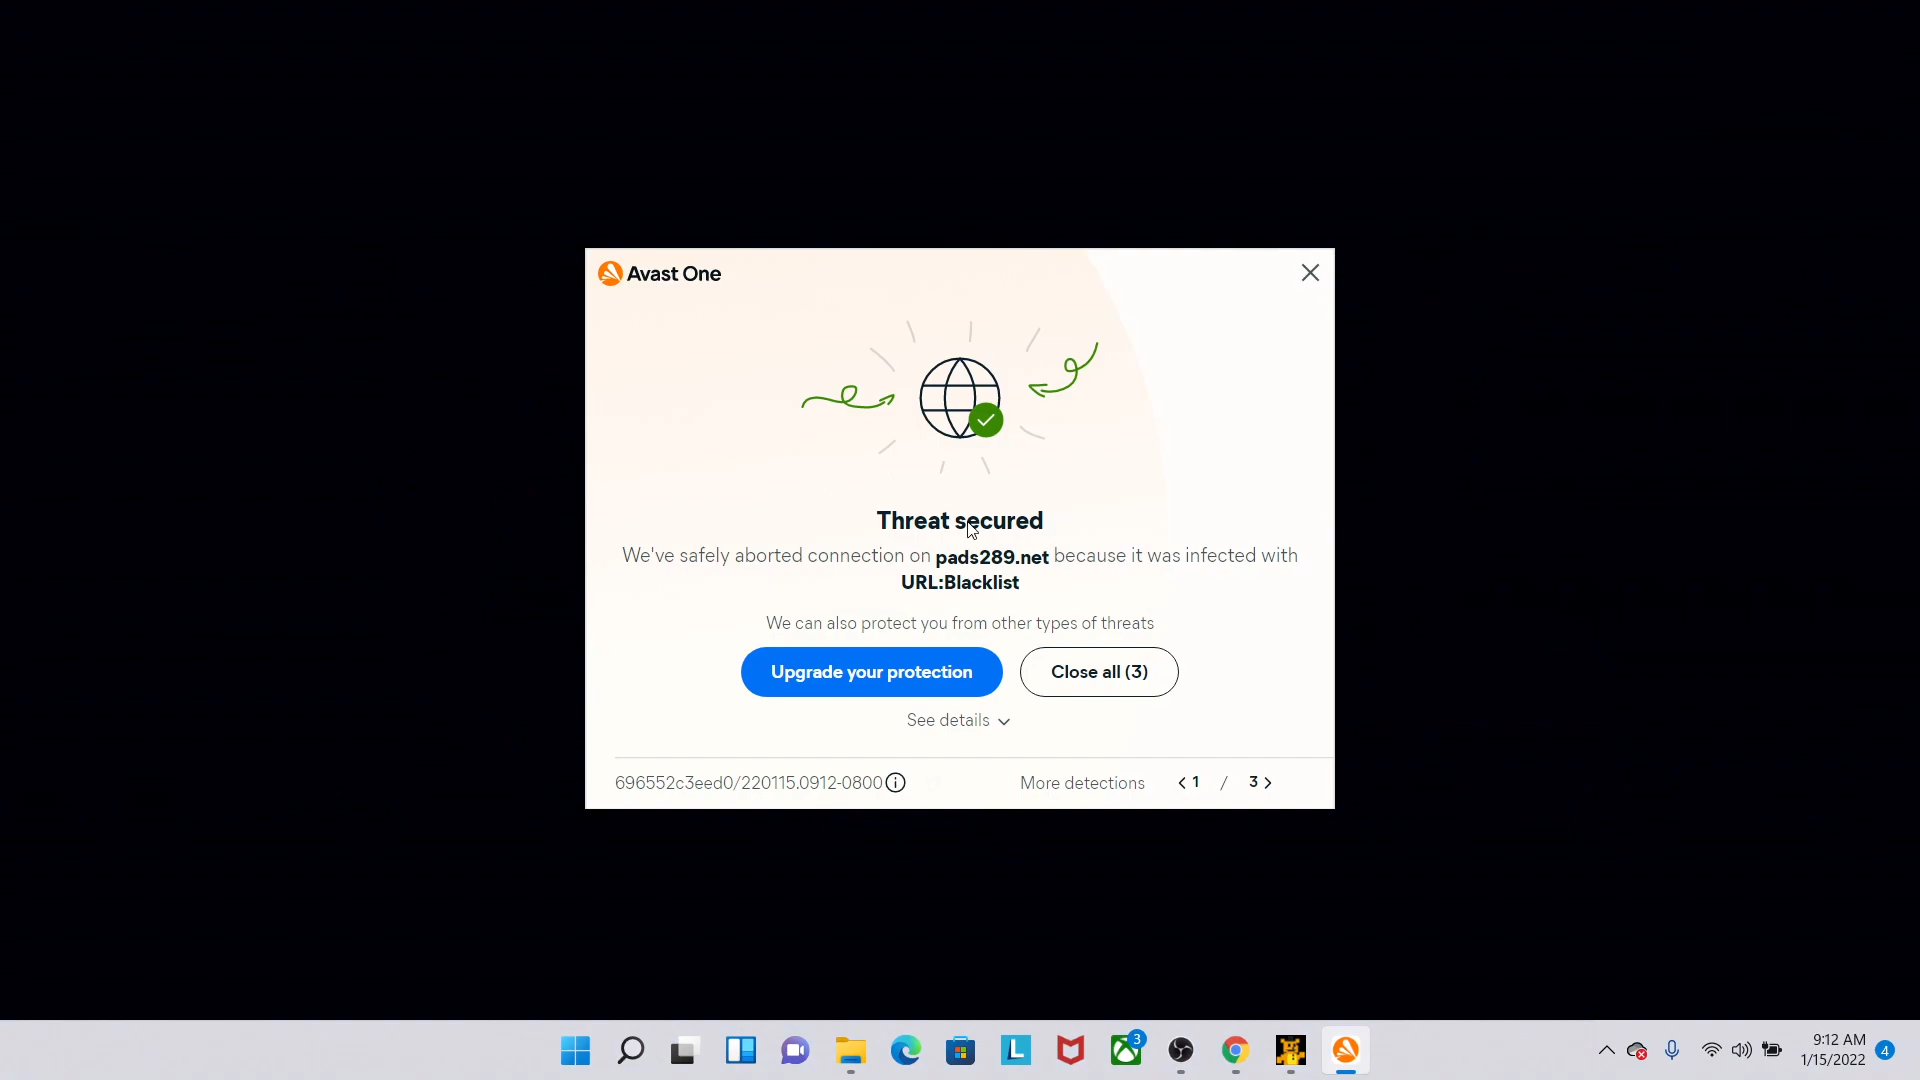 Avast One
Threat secured
We've safely aborted connection on pads289.net because it was infected with
URL:Blacklist
We can also protect you from other types of threats
Upgrade your protection
Close all (3)
See details
696552c3eed0/220115.0912-0800
More detections
1 / 3
L
3
9:12 AM
1/15/2022
4